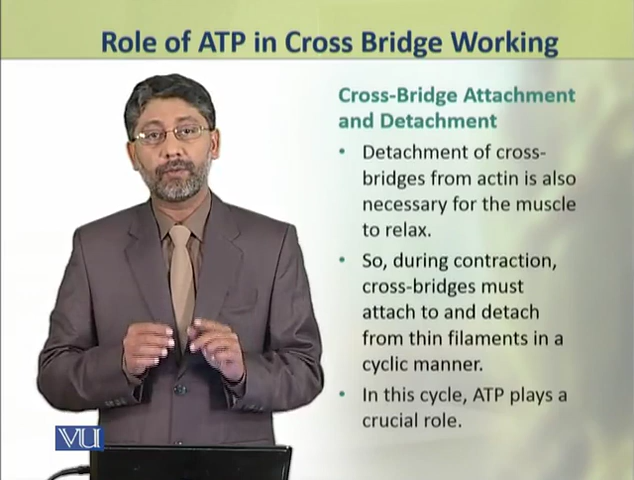 Role of ATP in Cross Bridge Working
Cross-Bridge Attachment
and Detachment
• Detachment of cross-
bridges from actin is also
necessary for the muscle
to relax.
• So, during contraction,
cross-bridges must
attach to and detach
from thin filaments in a
cyclic manner.
• In this cycle, ATP plays a
crucial role.
VU